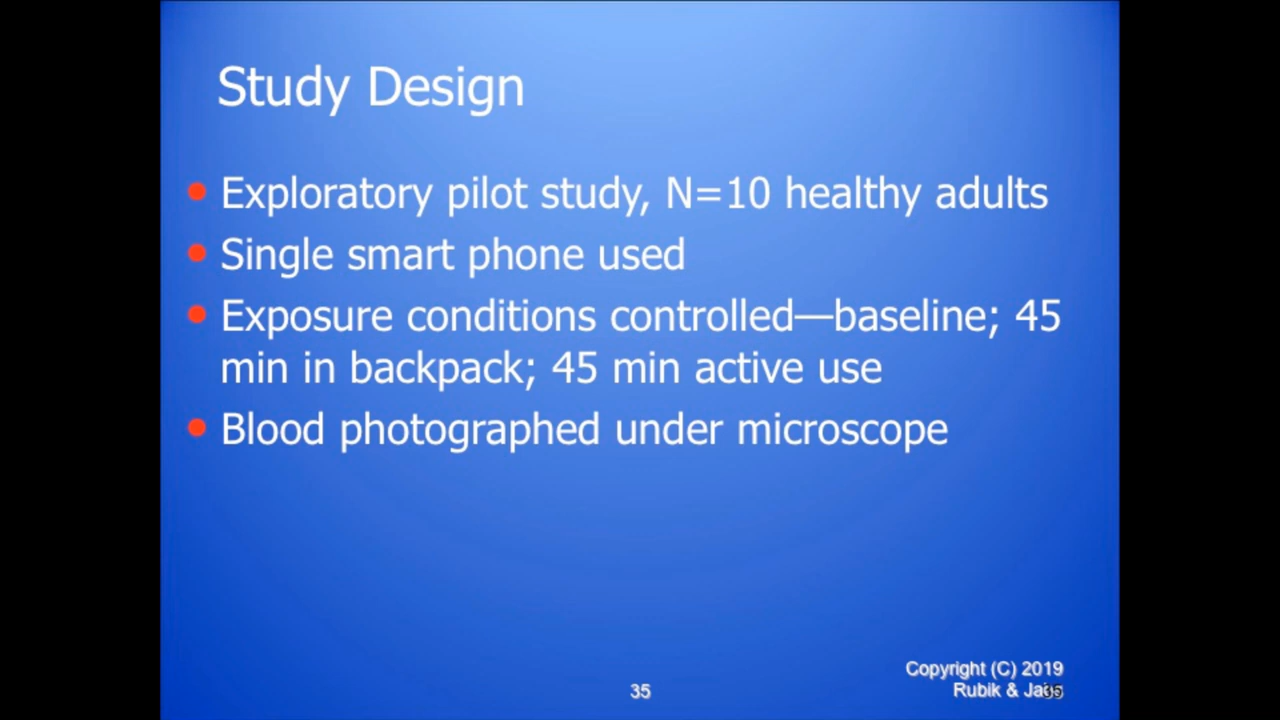 Study Design
Exploratory pilot study, N=10 healthy adults
Single smart phone used
Exposure conditions controlled—baseline; 45
min in backpack; 45 min active use
Blood photographed under microscope
Copyright (C) 2019
35
Rubik &
35